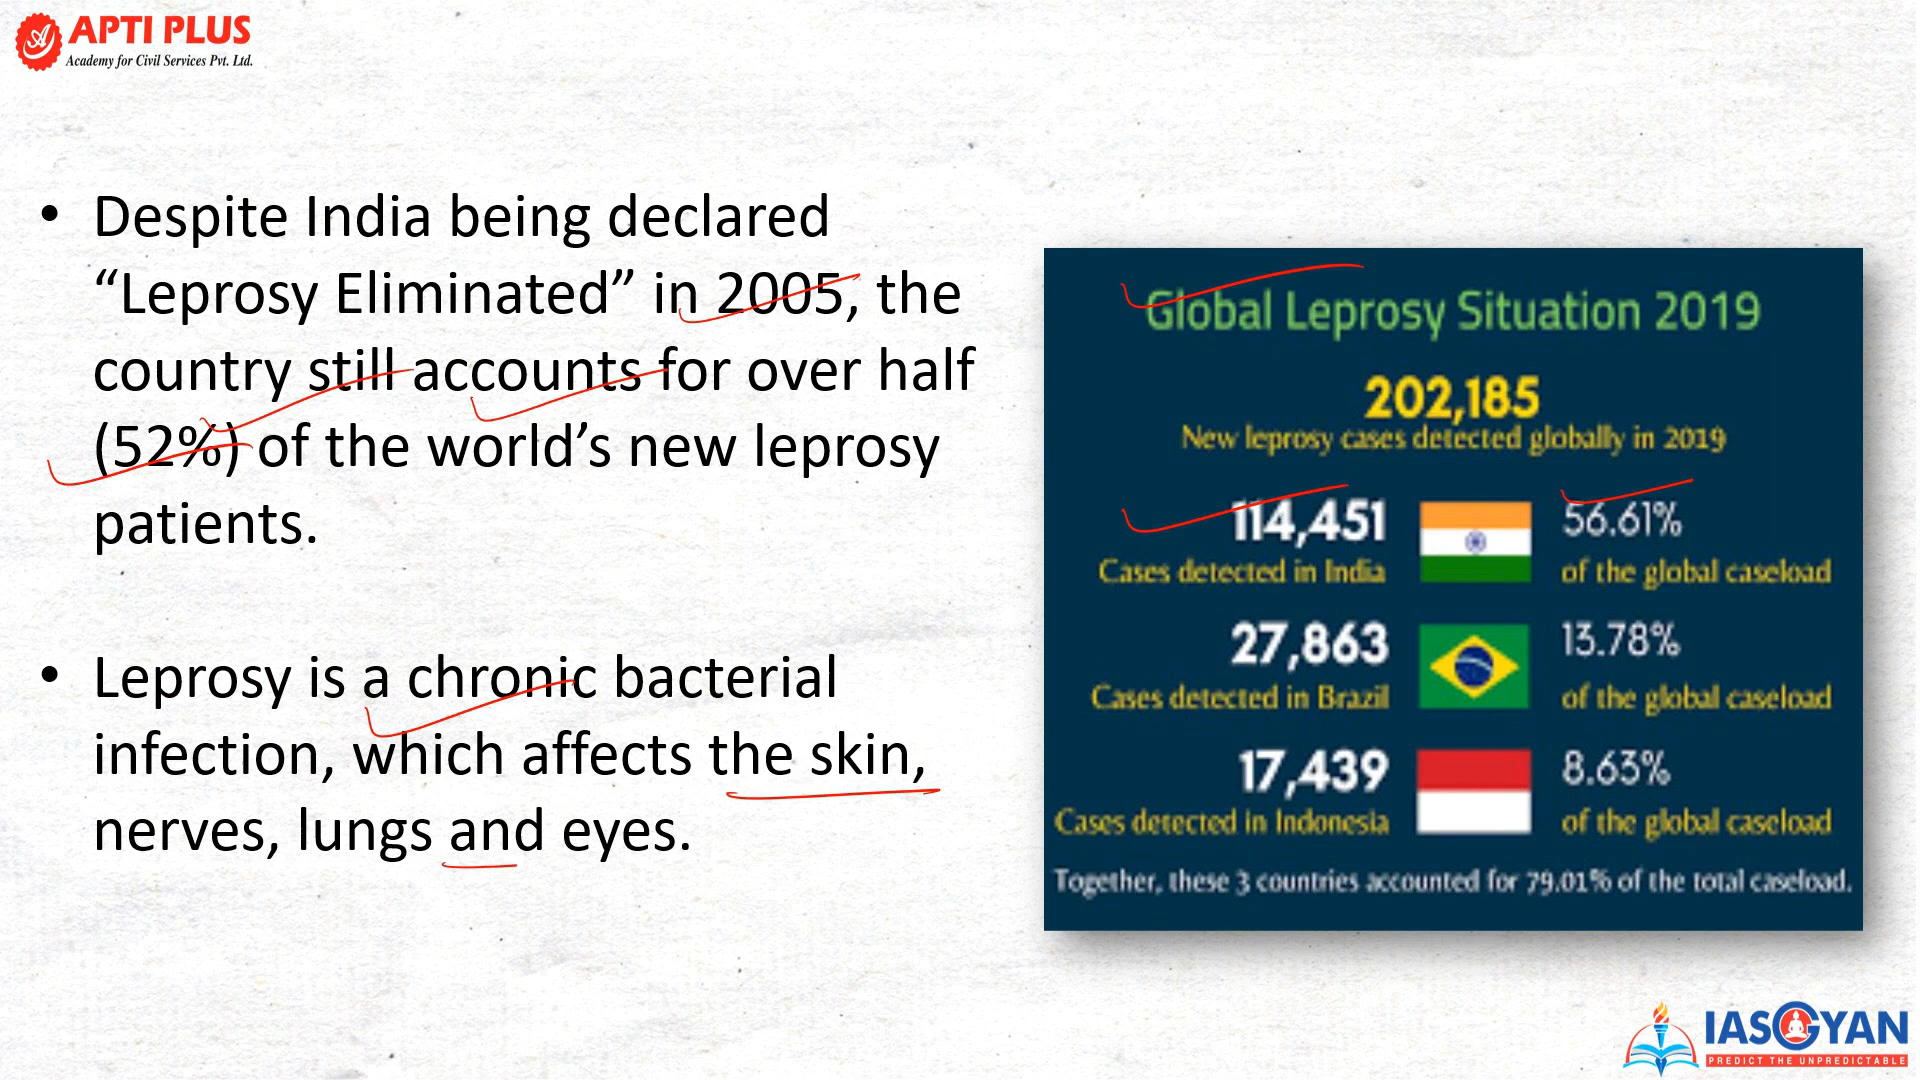 APTI PLUS
Academy for Civil Services Pvt. Ltd.
• Despite India being declared
“Leprosy Eliminated” in 2005, the
country still accounts for over half
(52%) of the world’s new leprosy
patients.
• Leprosy is a chronic bacterial
infection, which affects the skin,
nerves, lungs and eyes.
Global Leprosy Situation 2019
202,185
New leprosy cases detected globally in 2019
114,451
Cases detected in India
56.61%
of the global caseload
27,863
Cases detected in Brazil
13.78%
of the global caseload
17,439
Cases detected in Indonesia
8.63%
of the global caseload
Together, these 3 countries accounted for 79.01% of the total caseload.
IASGYAN
PREDICT THE UNPREDICTABLE